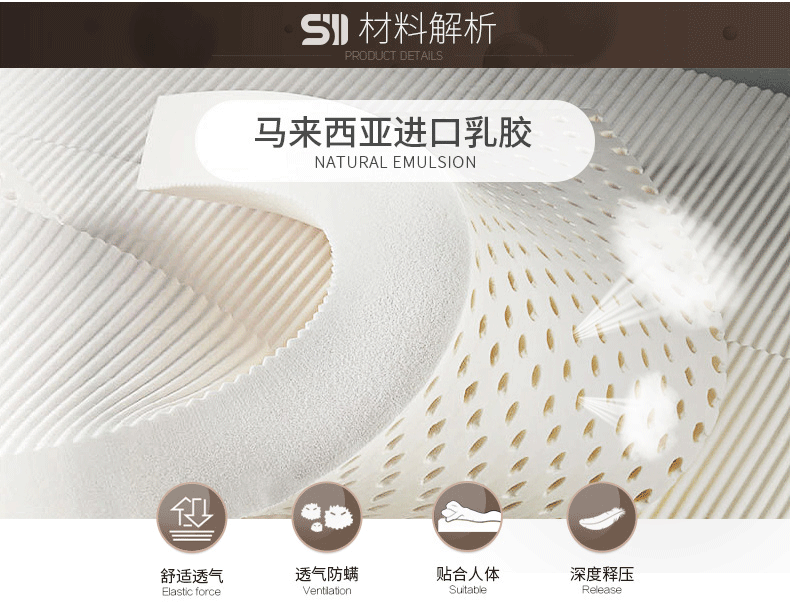 材料解析
PRODUCT DETAILS
马来西亚进口乳胶
NATURAL EMULSION
舒适透气
Elastic force
透气防螨
Ventilation
贴合人体
Suitable
深度释压
Release